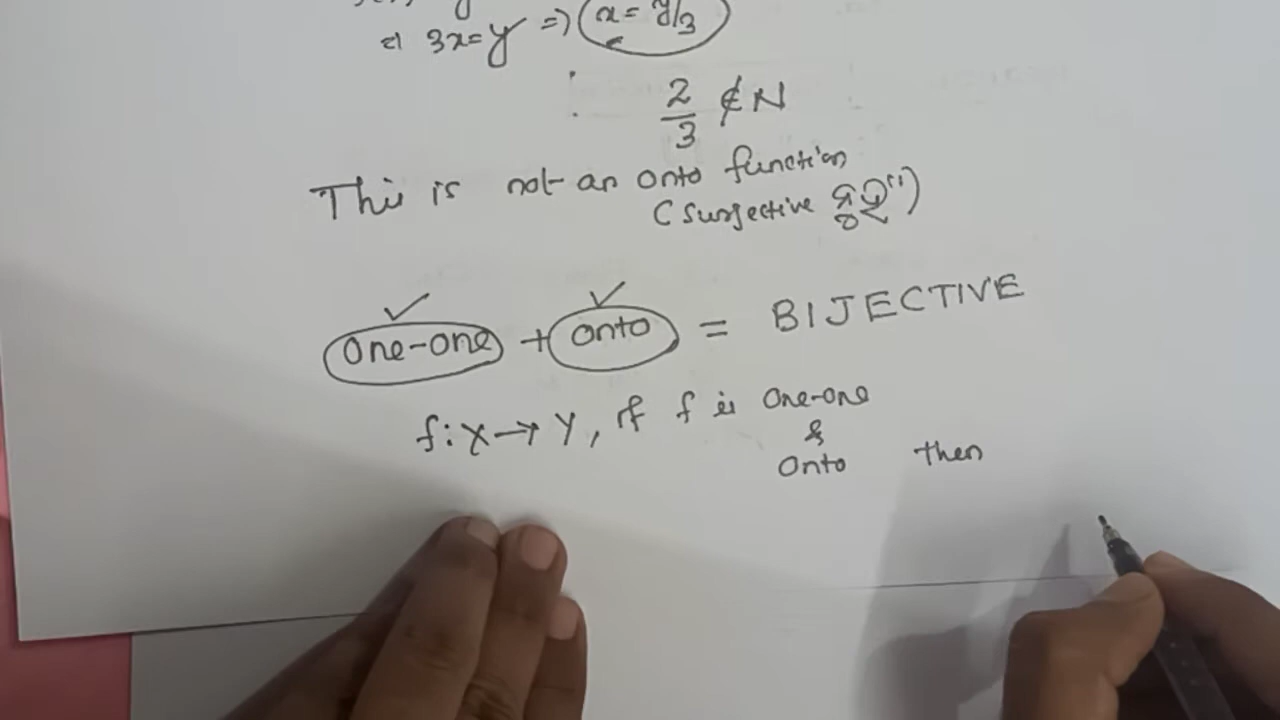 3x=y ⇒ x = y/3
∴ 2/3 ∉ N
This is not an onto function
(Surjective
one-one + onto = BIJECTIVE
f:X→Y, if f is one-one
&
onto then